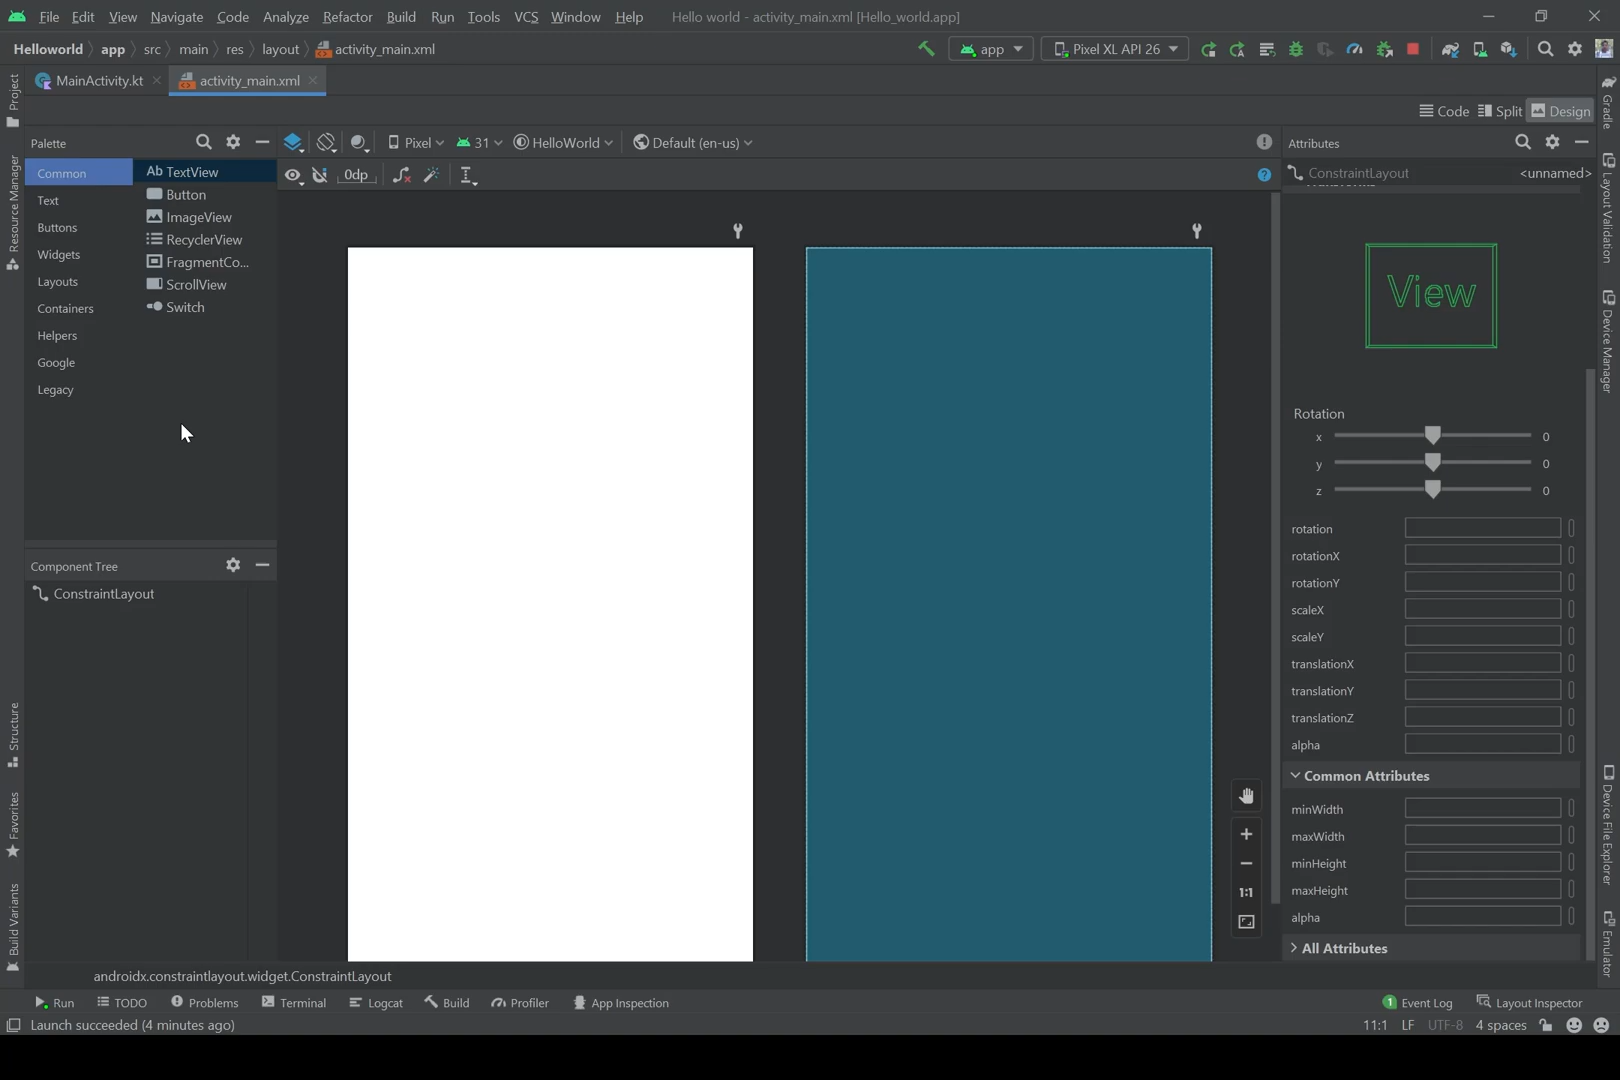 File Edit View Navigate Code Analyze Refactor Build Run Tools VCS Window Help Hello world - activity_main.xml [Hello_world.app]
Helloworld app src main res layout activity_main.xml app Pixel XL API 26
MainActivity.kt activity_main.xml
Code Split Design
Palette Pixel 31 HelloWorld Default (en-us) Attributes
0dp ConstraintLayout <unnamed>
Common
Text
Buttons
Widgets
Layouts
Containers
Helpers
Google
Legacy
Ab TextView
Button
ImageView
RecyclerView
FragmentCo...
ScrollView
Switch
Component Tree
ConstraintLayout
View
Rotation
x 0
y 0
z 0
rotation
rotationX
rotationY
scaleX
scaleY
translationX
translationY
translationZ
alpha
Common Attributes
minWidth
maxWidth
minHeight
maxHeight
alpha
All Attributes
1:1
Project
Resource Manager
Structure
Favorites
Build Variants
Gradle
Layout Validation
Device Manager
Device File Explorer
Emulator
androidx.constraintlayout.widget.ConstraintLayout
Run TODO Problems Terminal Logcat Build Profiler App Inspection 1 Event Log Layout Inspector
Launch succeeded (4 minutes ago) 11:1 LF UTF-8 4 spaces